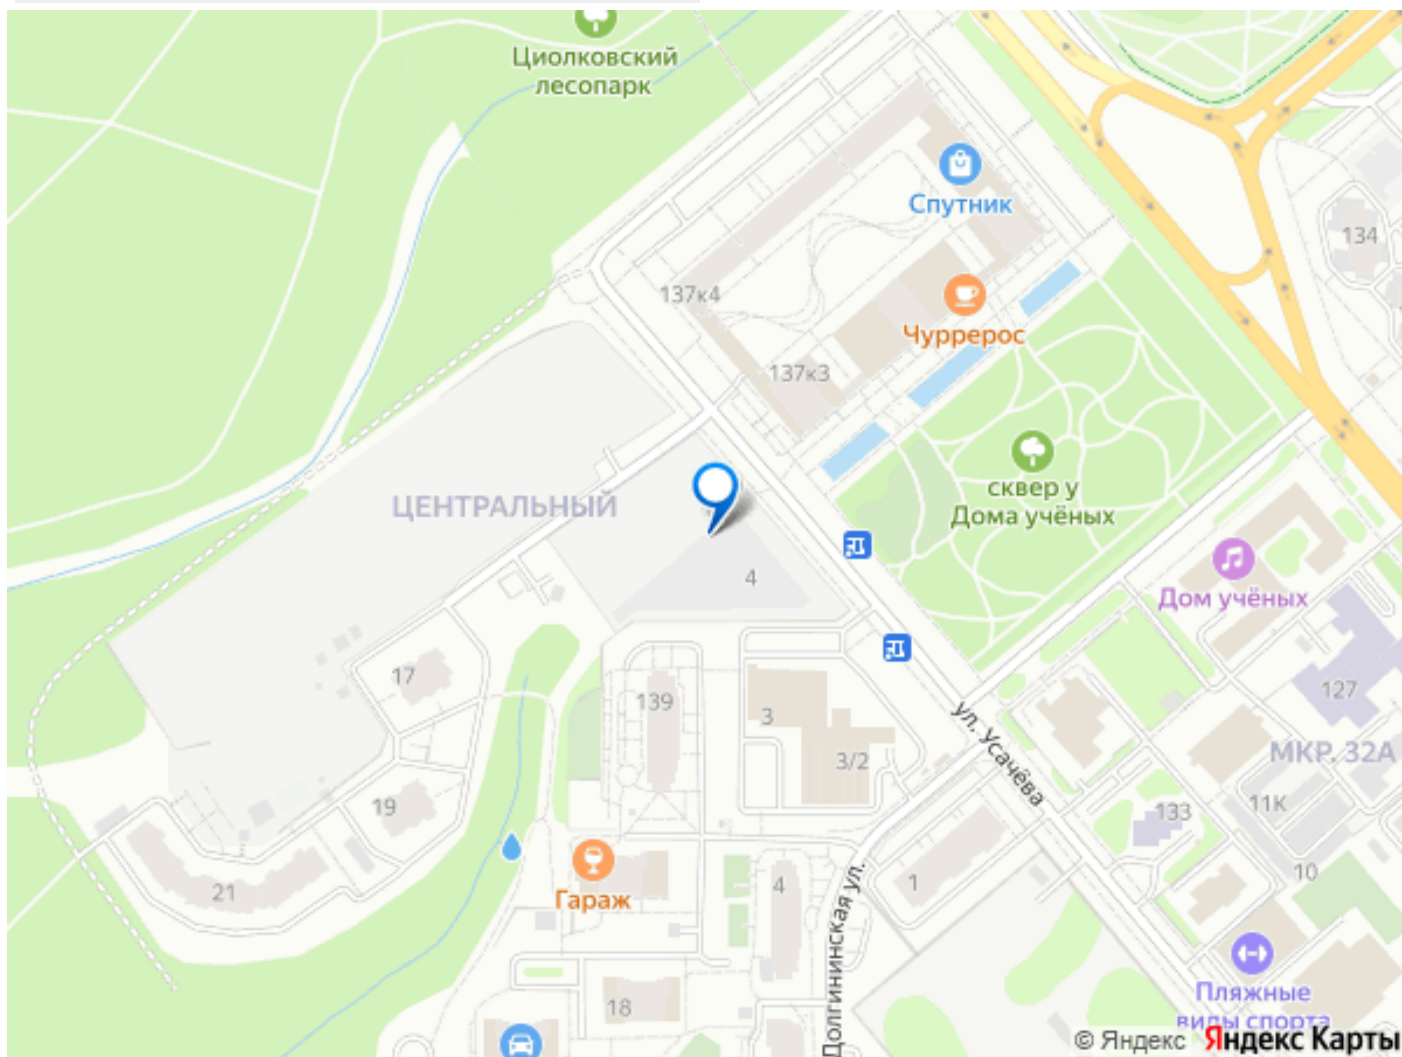 Циолковский
лесопарк
Спутник
134
137к4
Чуррерос
137к3
ЦЕНТРАЛЬНЫЙ
сквер у
Дома учёных
4
Дом учёных
17
139
127
3
ул. Усачёва
3/2
МКР. 32А
19
11К
133
21
Гараж
4
1
10
Долгининская ул.
18
Пляжные
виды спорта
© Яндекс Яндекс Карты